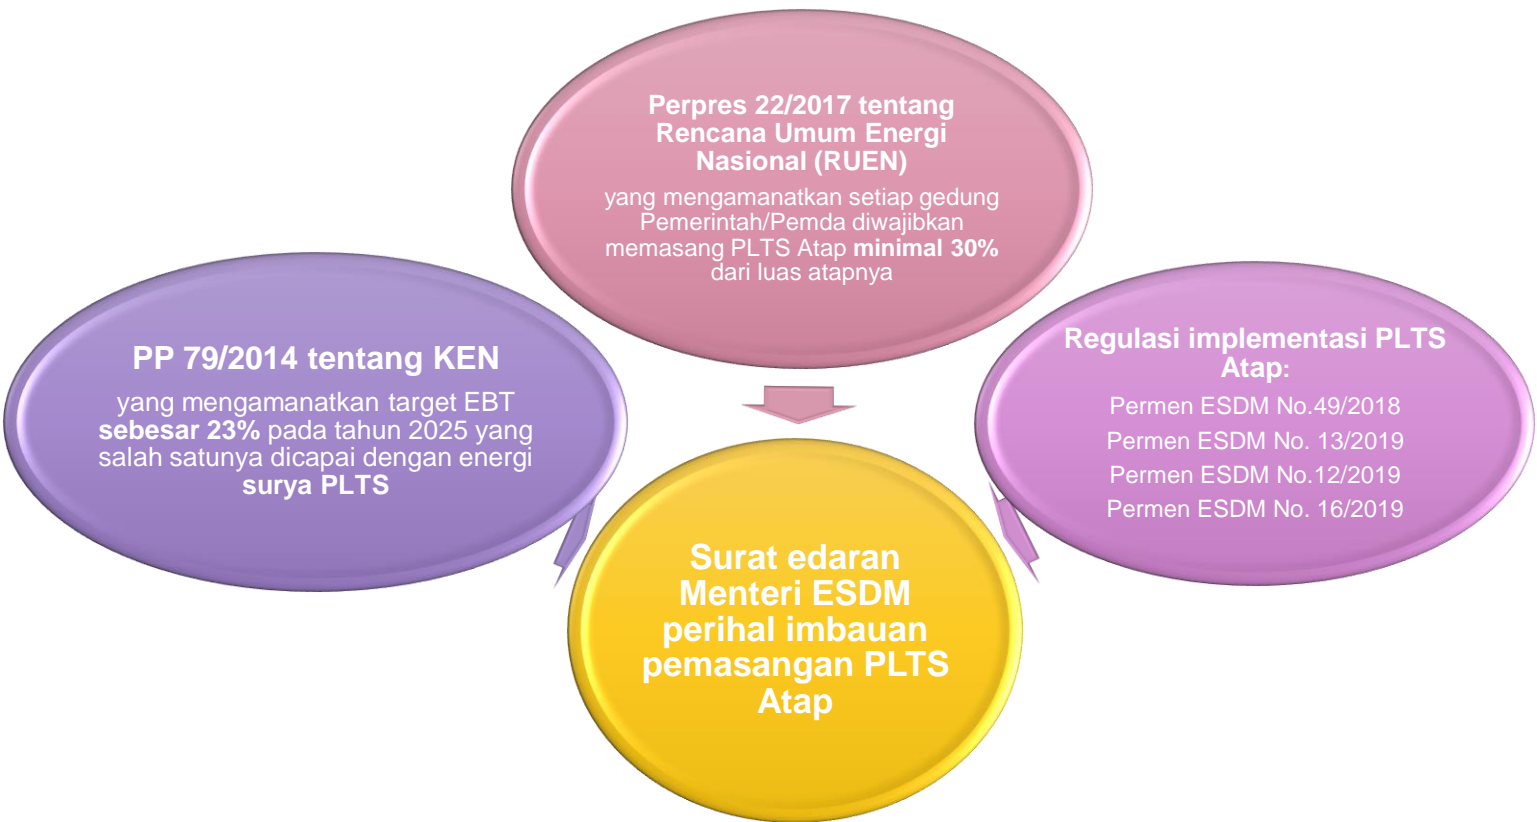 Perpres 22/2017 tentang
Rencana Umum Energi
Nasional (RUEN)
yang mengamanatkan setiap gedung
Pemerintah/Pemda diwajibkan
memasang PLTS Atap minimal 30%
dari luas atapnya
PP 79/2014 tentang KEN
yang mengamanatkan target EBT
sebesar 23% pada tahun 2025 yang
salah satunya dicapai dengan energi
surya PLTS
Regulasi implementasi PLTS
Atap:
Permen ESDM No.49/2018
Permen ESDM No. 13/2019
Permen ESDM No.12/2019
Permen ESDM No. 16/2019
Surat edaran
Menteri ESDM
perihal imbauan
pemasangan PLTS
Atap